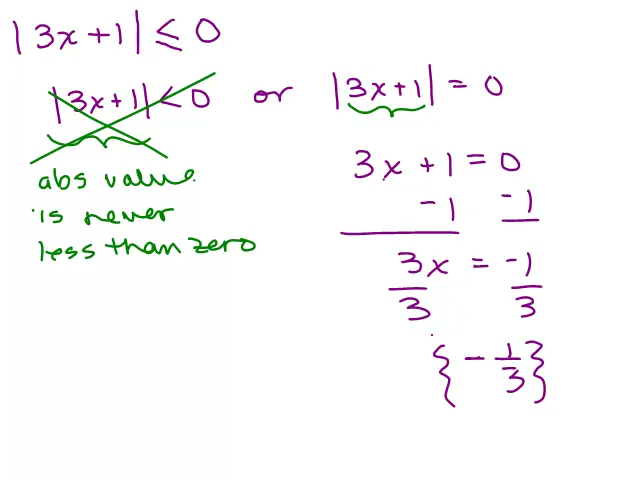 |3x+1| ≤ 0
|3x+1| < 0 or |3x+1| = 0
abs value
is never
less than zero
3x + 1 = 0
-1 -1
3x = -1
3 3
{ - 1/3 }